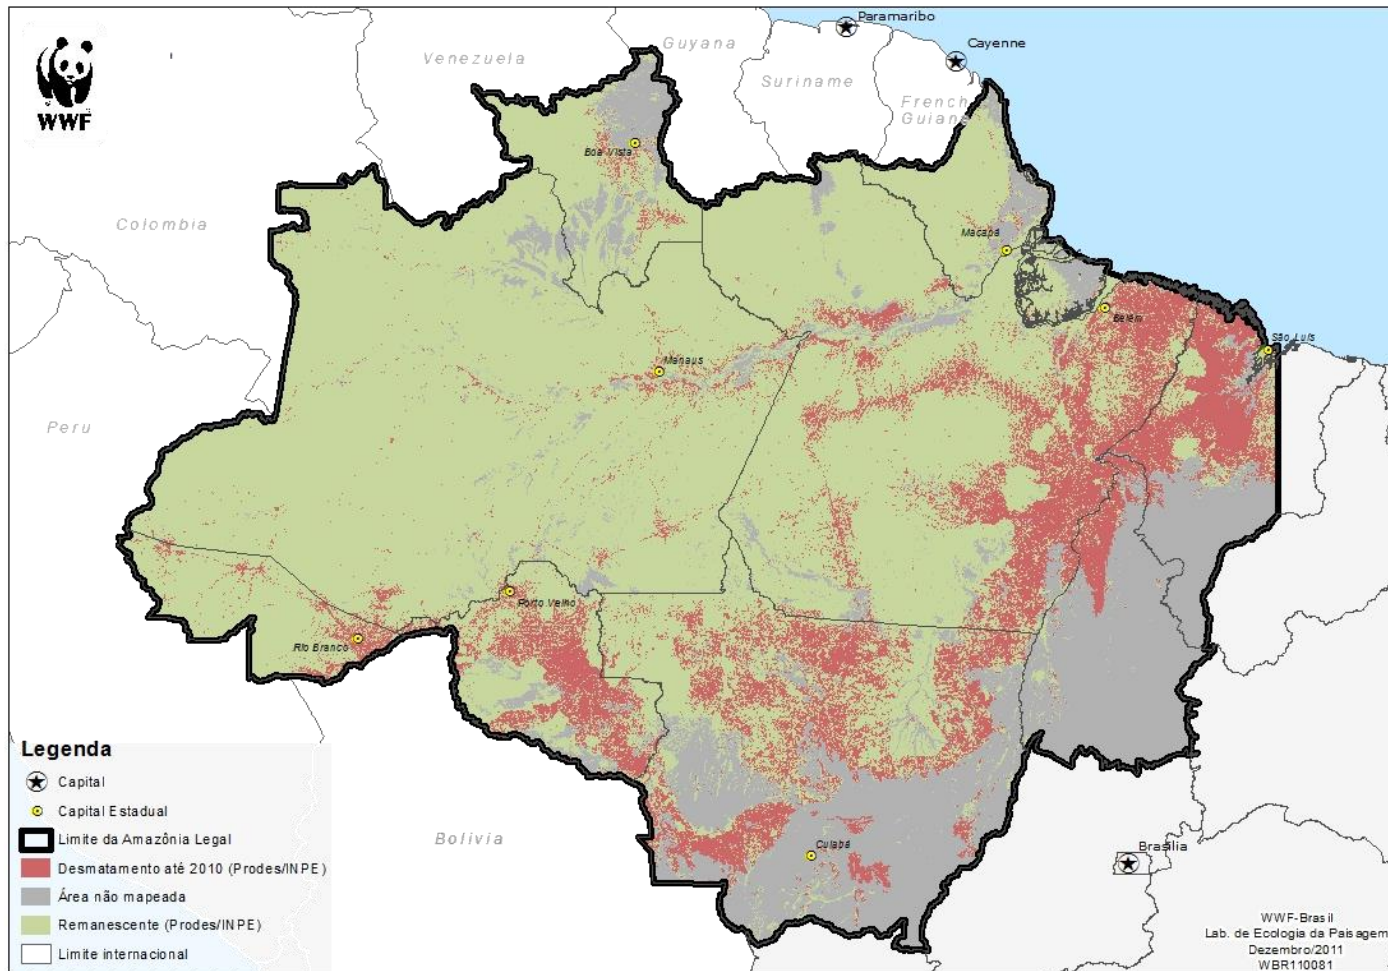 Paramaribo
Guyana
Venezuela
Cayenne
Suriname
French
Guiana
WWF
Boa Vista
Colombia
Macapá
Belém
São Luís
Manaus
Peru
Porto Velho
Rio Branco
Legenda
Capital
Capital Estadual
Limite da Amazônia Legal
Desmatamento até 2010 (Prodes/INPE)
Área não mapeada
Remanescente (Prodes/INPE)
Limite internacional
Bolivia
Cuiabá
Brasília
WWF-Brasil
Lab. de Ecologia da Paisagem
Dezembro/2011
WBR110081